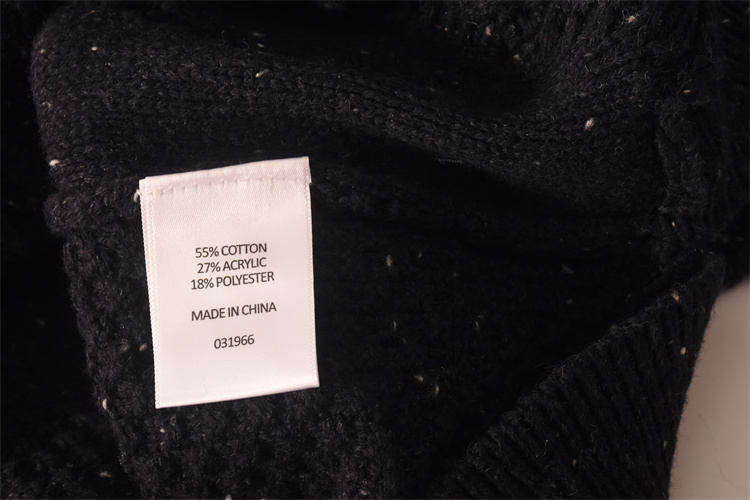 55% COTTON
27% ACRYLIC
18% POLYESTER
MADE IN CHINA
031966